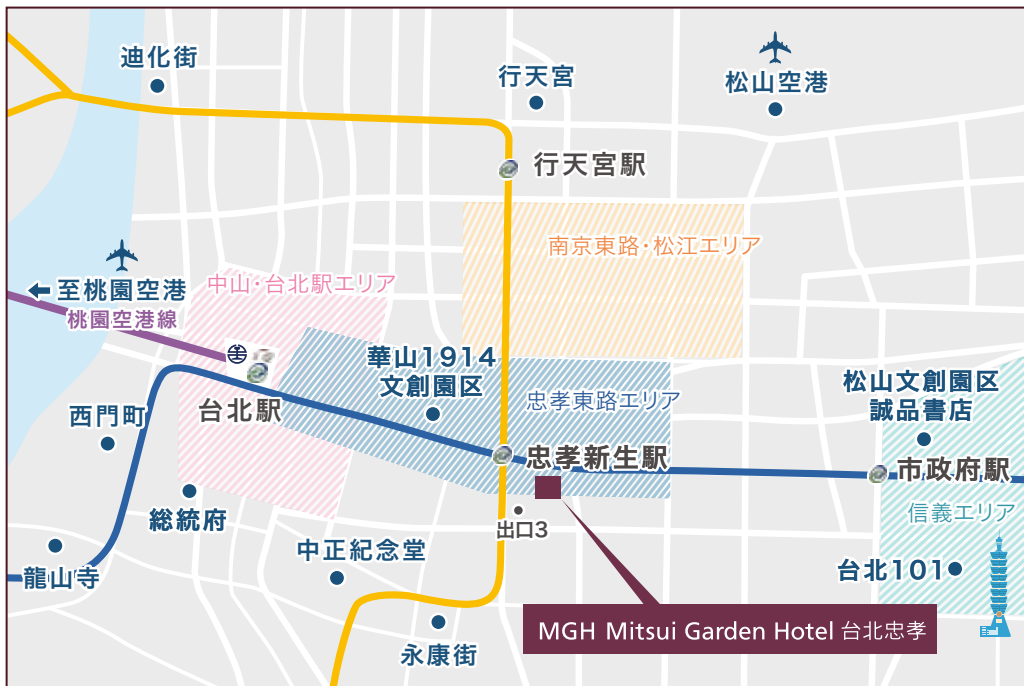 迪化街
行天宮
松山空港
行天宮駅
南京東路・松江エリア
中山・台北駅エリア
至桃園空港
桃園空港線
華山1914
文創園区
忠孝東路エリア
松山文創園区
誠品書店
台北駅
西門町
忠孝新生駅
市政府駅
総統府
出口3
信義エリア
中正紀念堂
龍山寺
台北101
MGH Mitsui Garden Hotel 台北忠孝
永康街